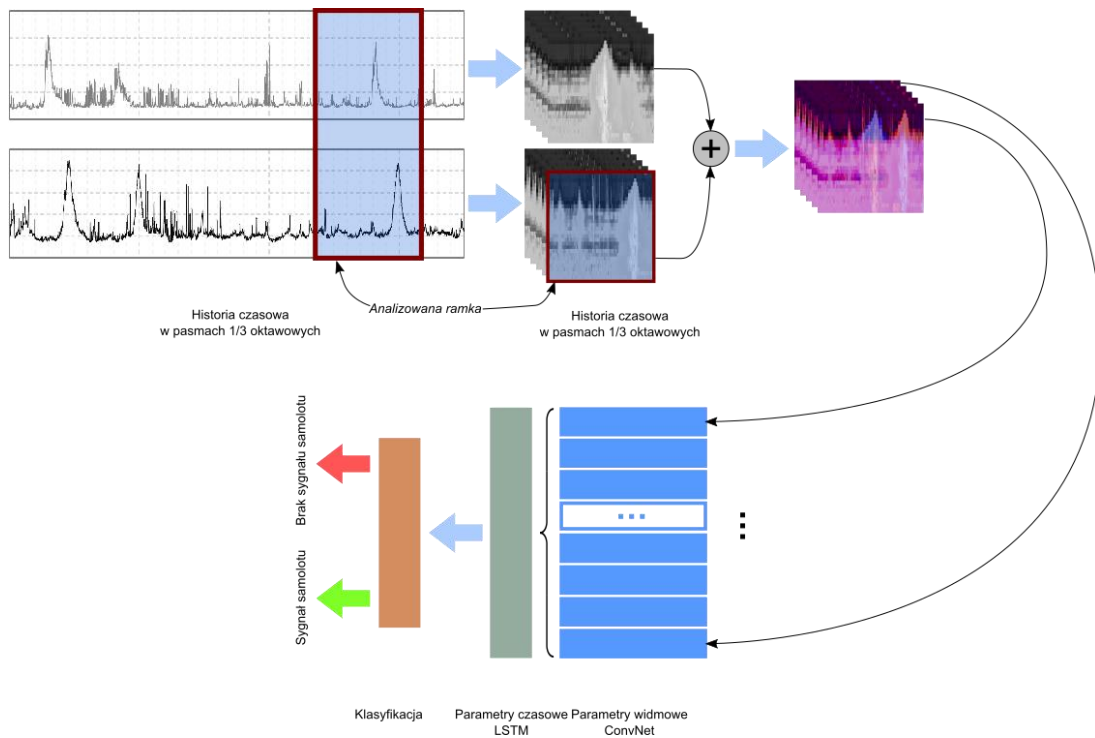 Historia czasowa
w pasmach 1/3 oktawowych
Analizowana ramka
Historia czasowa
w pasmach 1/3 oktawowych
Brak sygnału samolotu
Sygnał samolotu
Klasyfikacja
Parametry czasowe
LSTM
Parametry widmowe
ConvNet